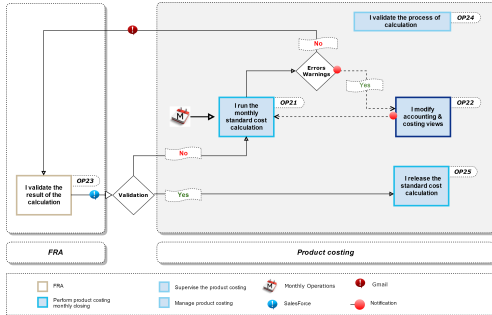 I validate the process of
calculation
OP24
No
Errors
Warnings
Yes
I run the
monthly
standard cost
calculation
OP21
I modify
accounting &
costing views
OP22
M
No
I validate the
result of the
calculation
OP23
Validation
Yes
I release the
standard cost
calculation
OP25
FRA
Product costing
FRA
Perform product costing
monthly closing
Supervise the product costing
Manage product costing
M
Monthly Operations
SalesForce
Gmail
Notification